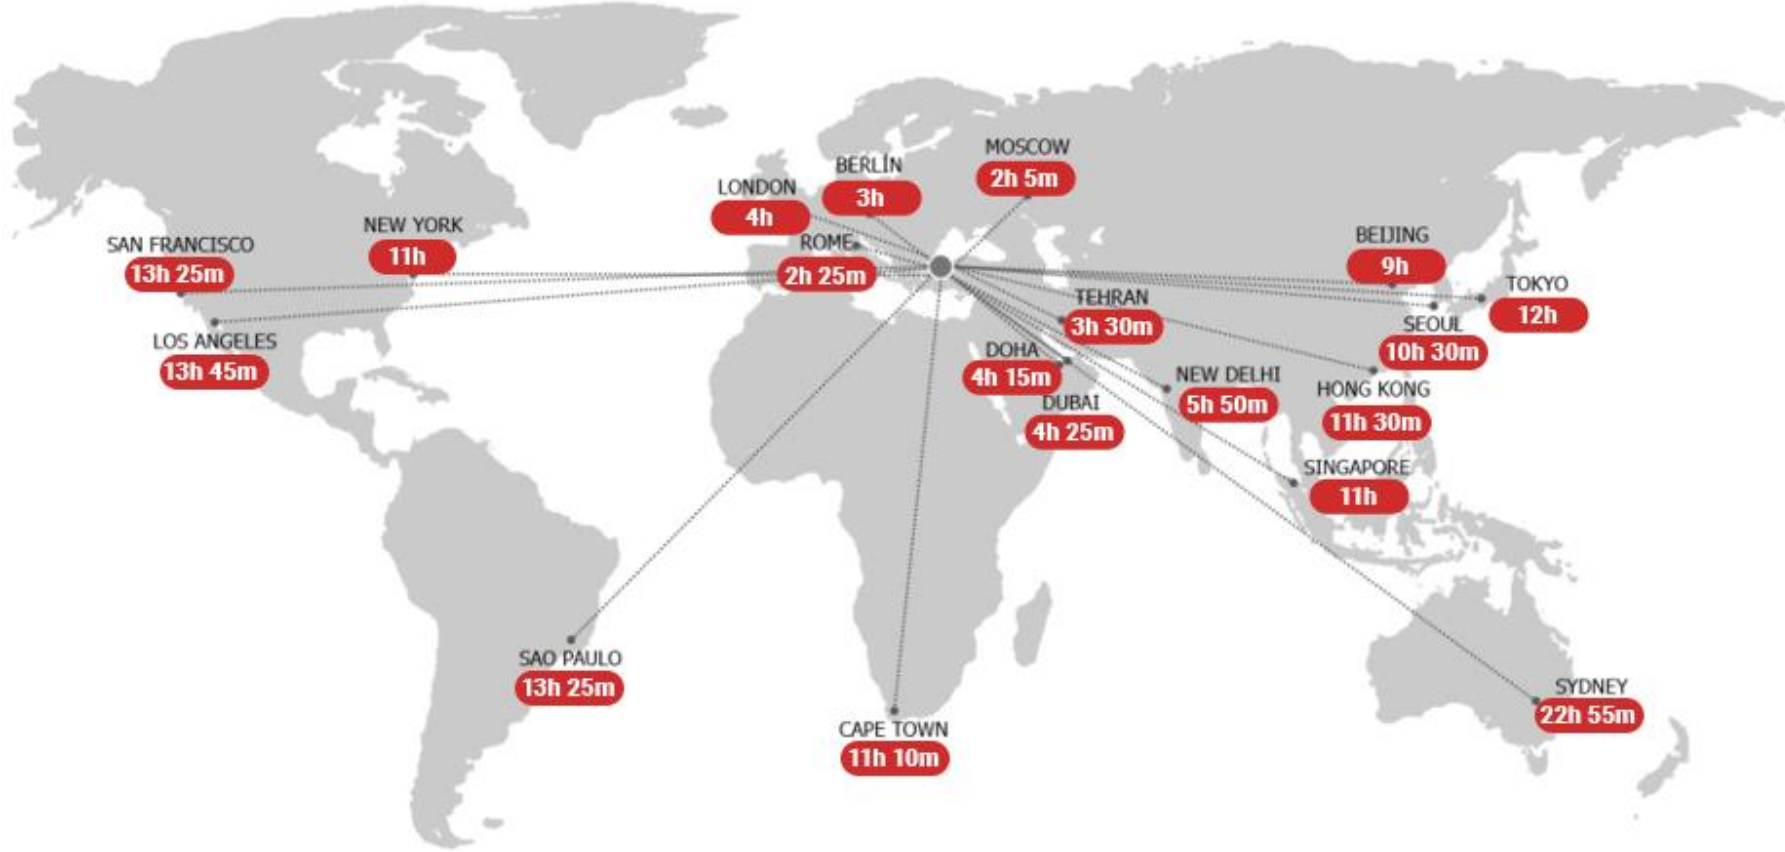 MOSCOW
2h 5m
BERLİN
3h
LONDON
4h
NEW YORK
11h
ROME
2h 25m
SAN FRANCISCO
13h 25m
BEIJING
9h
TOKYO
12h
TEHRAN
3h 30m
SEOUL
10h 30m
LOS ANGELES
13h 45m
DOHA
4h 15m
NEW DELHI
5h 50m
HONG KONG
11h 30m
DUBAI
4h 25m
SINGAPORE
11h
SAO PAULO
13h 25m
SYDNEY
22h 55m
CAPE TOWN
11h 10m